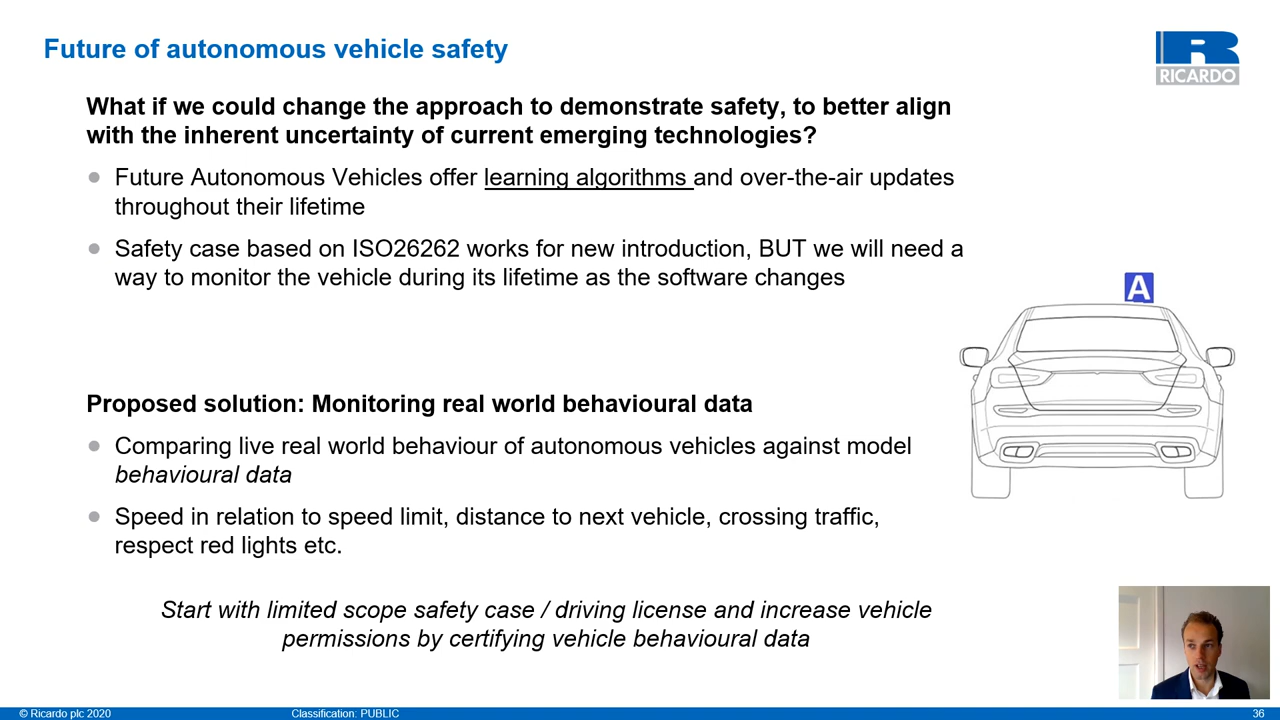 Future of autonomous vehicle safety
RICARDO
What if we could change the approach to demonstrate safety, to better align
with the inherent uncertainty of current emerging technologies?
● Future Autonomous Vehicles offer learning algorithms and over-the-air updates
throughout their lifetime
● Safety case based on ISO26262 works for new introduction, BUT we will need a
way to monitor the vehicle during its lifetime as the software changes
A
Proposed solution: Monitoring real world behavioural data
● Comparing live real world behaviour of autonomous vehicles against model
behavioural data
● Speed in relation to speed limit, distance to next vehicle, crossing traffic,
respect red lights etc.
Start with limited scope safety case / driving license and increase vehicle
permissions by certifying vehicle behavioural data
© Ricardo plc 2020 Classification: PUBLIC 36